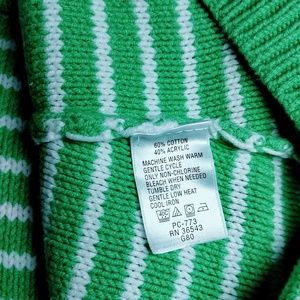 60% COTTON
40% ACRYLIC
MACHINE WASH WARM
GENTLE CYCLE
ONLY NON-CHLORINE
BLEACH WHEN NEEDED
TUMBLE DRY
GENTLE LOW HEAT
COOL IRON
PC-773
RN 36543
G80